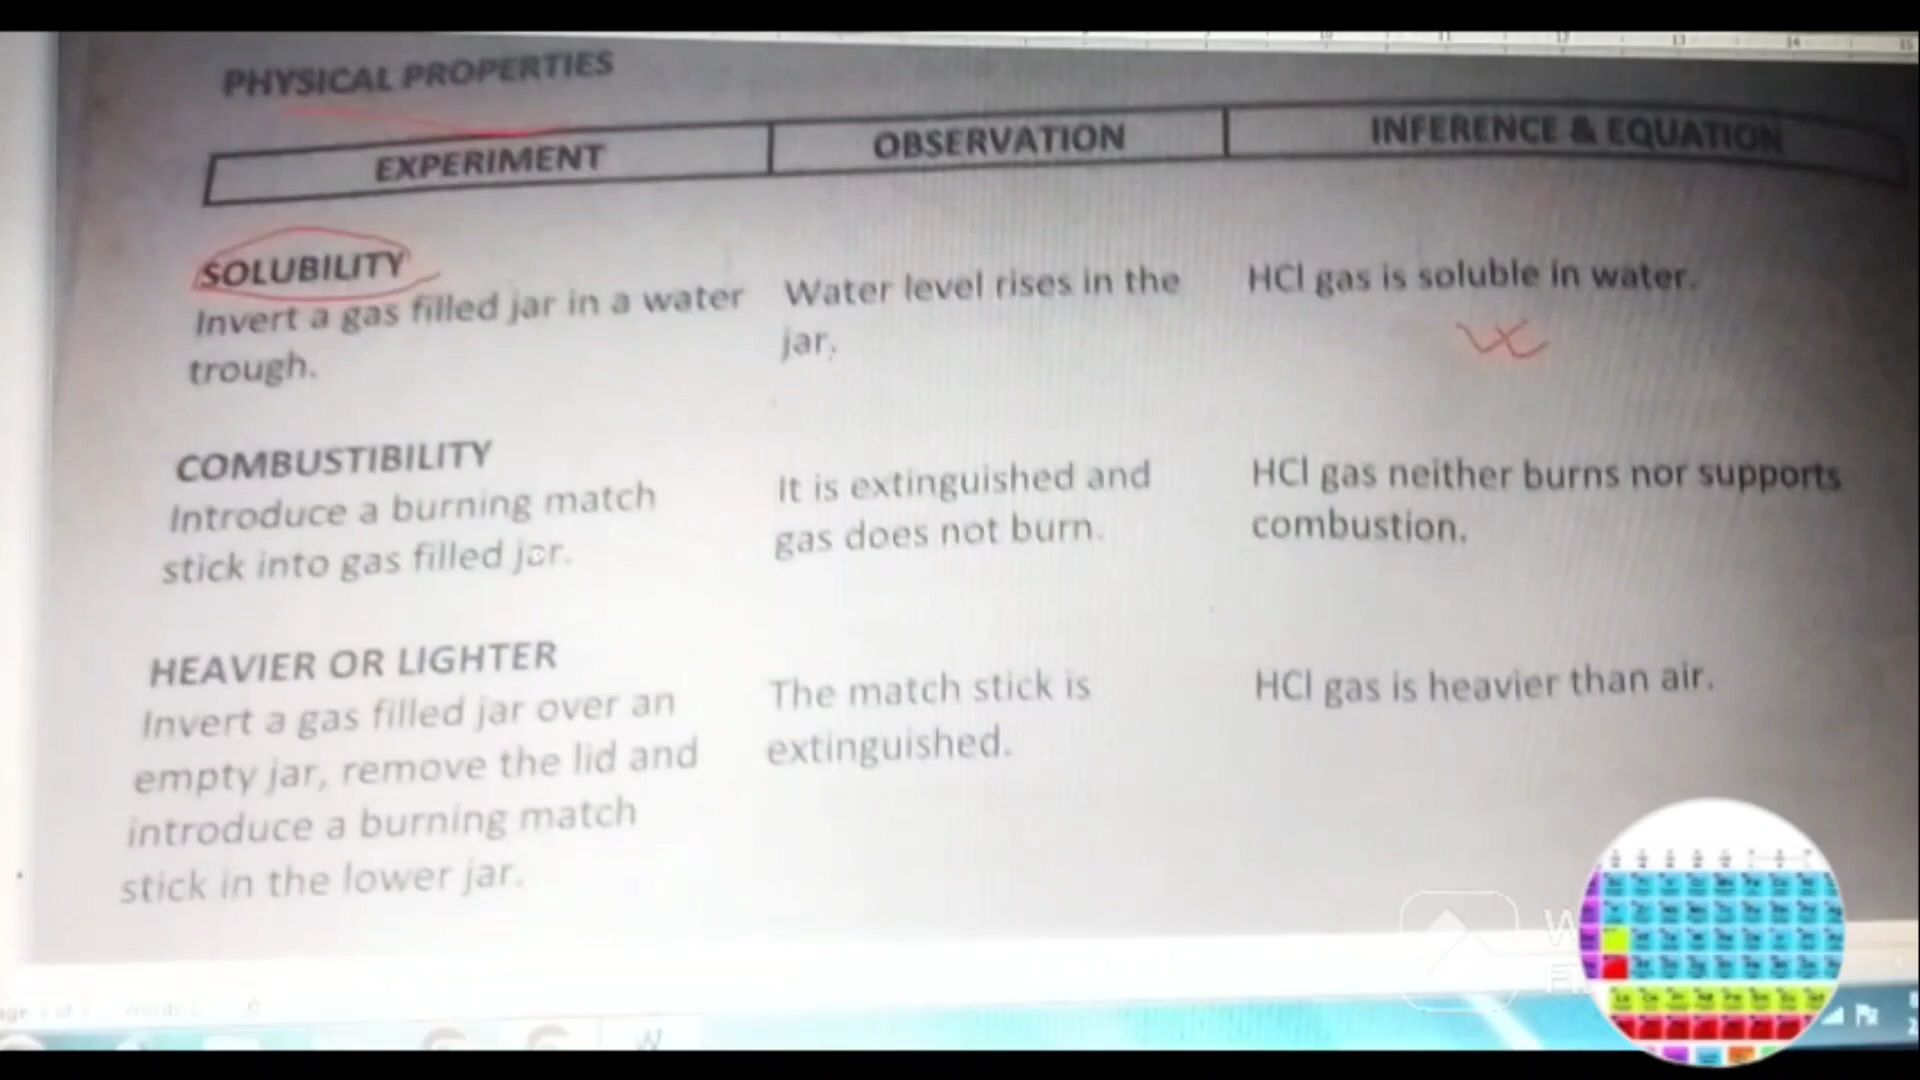 PHYSICAL PROPERTIES
EXPERIMENT
OBSERVATION
INFERENCE & EQUATION
SOLUBILITY
Invert a gas filled jar in a water
trough.
Water level rises in the
jar.
HCl gas is soluble in water.
COMBUSTIBILITY
Introduce a burning match
stick into gas filled jar.
It is extinguished and
gas does not burn.
HCl gas neither burns nor supports
combustion.
HEAVIER OR LIGHTER
Invert a gas filled jar over an
empty jar, remove the lid and
introduce a burning match
stick in the lower jar.
The match stick is
extinguished.
HCl gas is heavier than air.